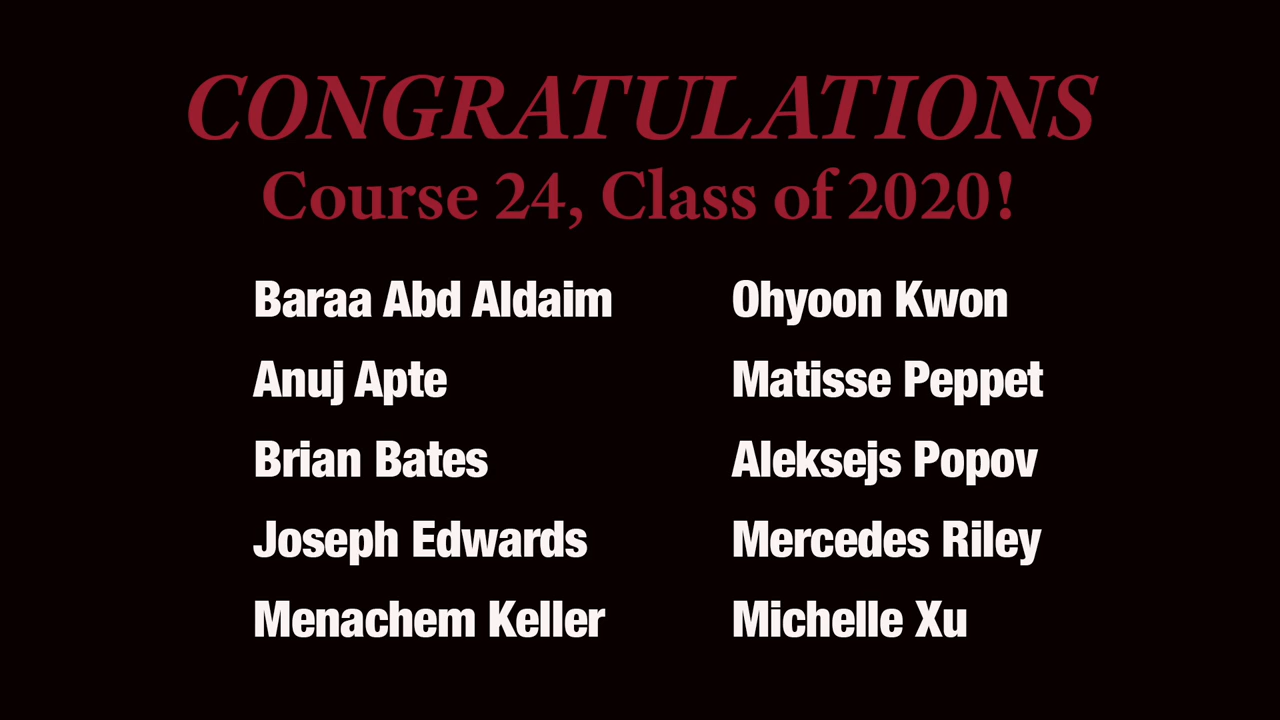 CONGRATULATIONS
Course 24, Class of 2020!
Baraa Abd Aldaim
Anuj Apte
Brian Bates
Joseph Edwards
Menachem Keller
Ohyoon Kwon
Matisse Peppet
Aleksejs Popov
Mercedes Riley
Michelle Xu